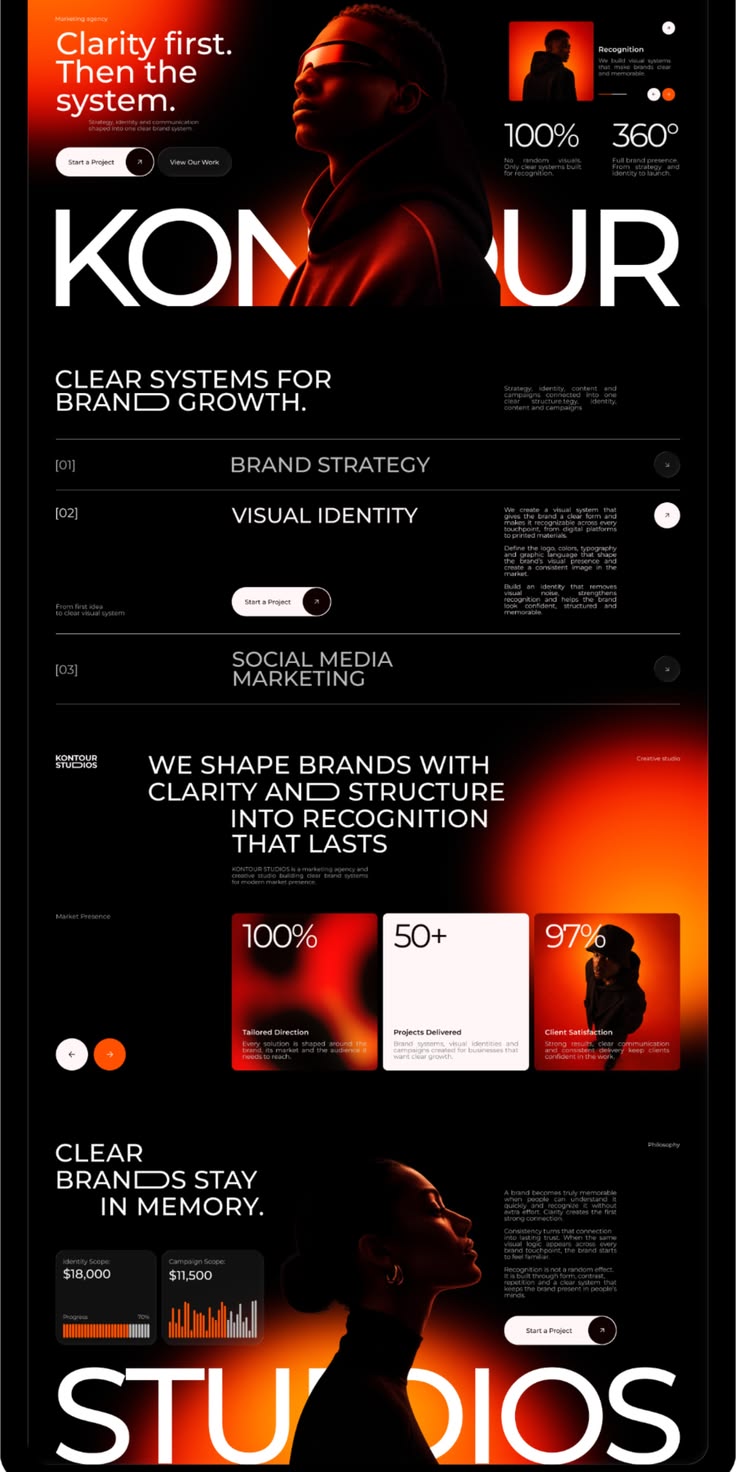 Marketing agency
Clarity first.
Then the
system.
Strategy, identity and communication
shaped into one clear brand system.
Start a Project
View Our Work
Recognition
We build visual systems
that make brands clear
and memorable.
100%
No random visuals.
Only clear systems built
for recognition.
360°
Full brand presence.
From strategy and
identity to launch.
KONTOUR
CLEAR SYSTEMS FOR
BRAND GROWTH.
Strategy, identity, content and
campaigns connected into one
clear structure.tegy, identity,
content and campaigns
[01]
BRAND STRATEGY
[02]
VISUAL IDENTITY
We create a visual system that
gives the brand a clear form and
makes it recognizable across every
touchpoint, from digital platforms
to printed materials.
Define the logo, colors, typography
and graphic language that shape
the brand's visual presence and
create a consistent image in the
market.
Build an identity that removes
visual noise, strengthens
recognition and helps the brand
look confident, structured and
memorable.
From first idea
to clear visual system
Start a Project
[03]
SOCIAL MEDIA
MARKETING
KONTOUR
STUDIOS
WE SHAPE BRANDS WITH
CLARITY AND STRUCTURE
INTO RECOGNITION
THAT LASTS
Creative studio
KONTOUR STUDIOS is a marketing agency and
creative studio building clear brand systems
for modern market presence.
Market Presence
100%
Tailored Direction
Every solution is shaped around the
brand, its market and the audience it
needs to reach.
50+
Projects Delivered
Brand systems, visual identities and
campaigns created for businesses that
want clear growth.
97%
Client Satisfaction
Strong results, clear communication
and consistent delivery keep clients
confident in the work.
CLEAR
BRANDS STAY
IN MEMORY.
Philosophy
A brand becomes truly memorable
when people can understand it
quickly and recognize it without
extra effort. Clarity creates the first
strong connection.
Consistency turns that connection
into lasting trust. When the same
visual logic appears across every
brand touchpoint, the brand starts
to feel familiar.
Recognition is not a random effect.
It is built through form, contrast,
repetition and a clear system that
keeps the brand present in people's
minds.
Identity Scope:
$18,000
Progress
70%
Campaign Scope:
$11,500
Start a Project
STUDIOS